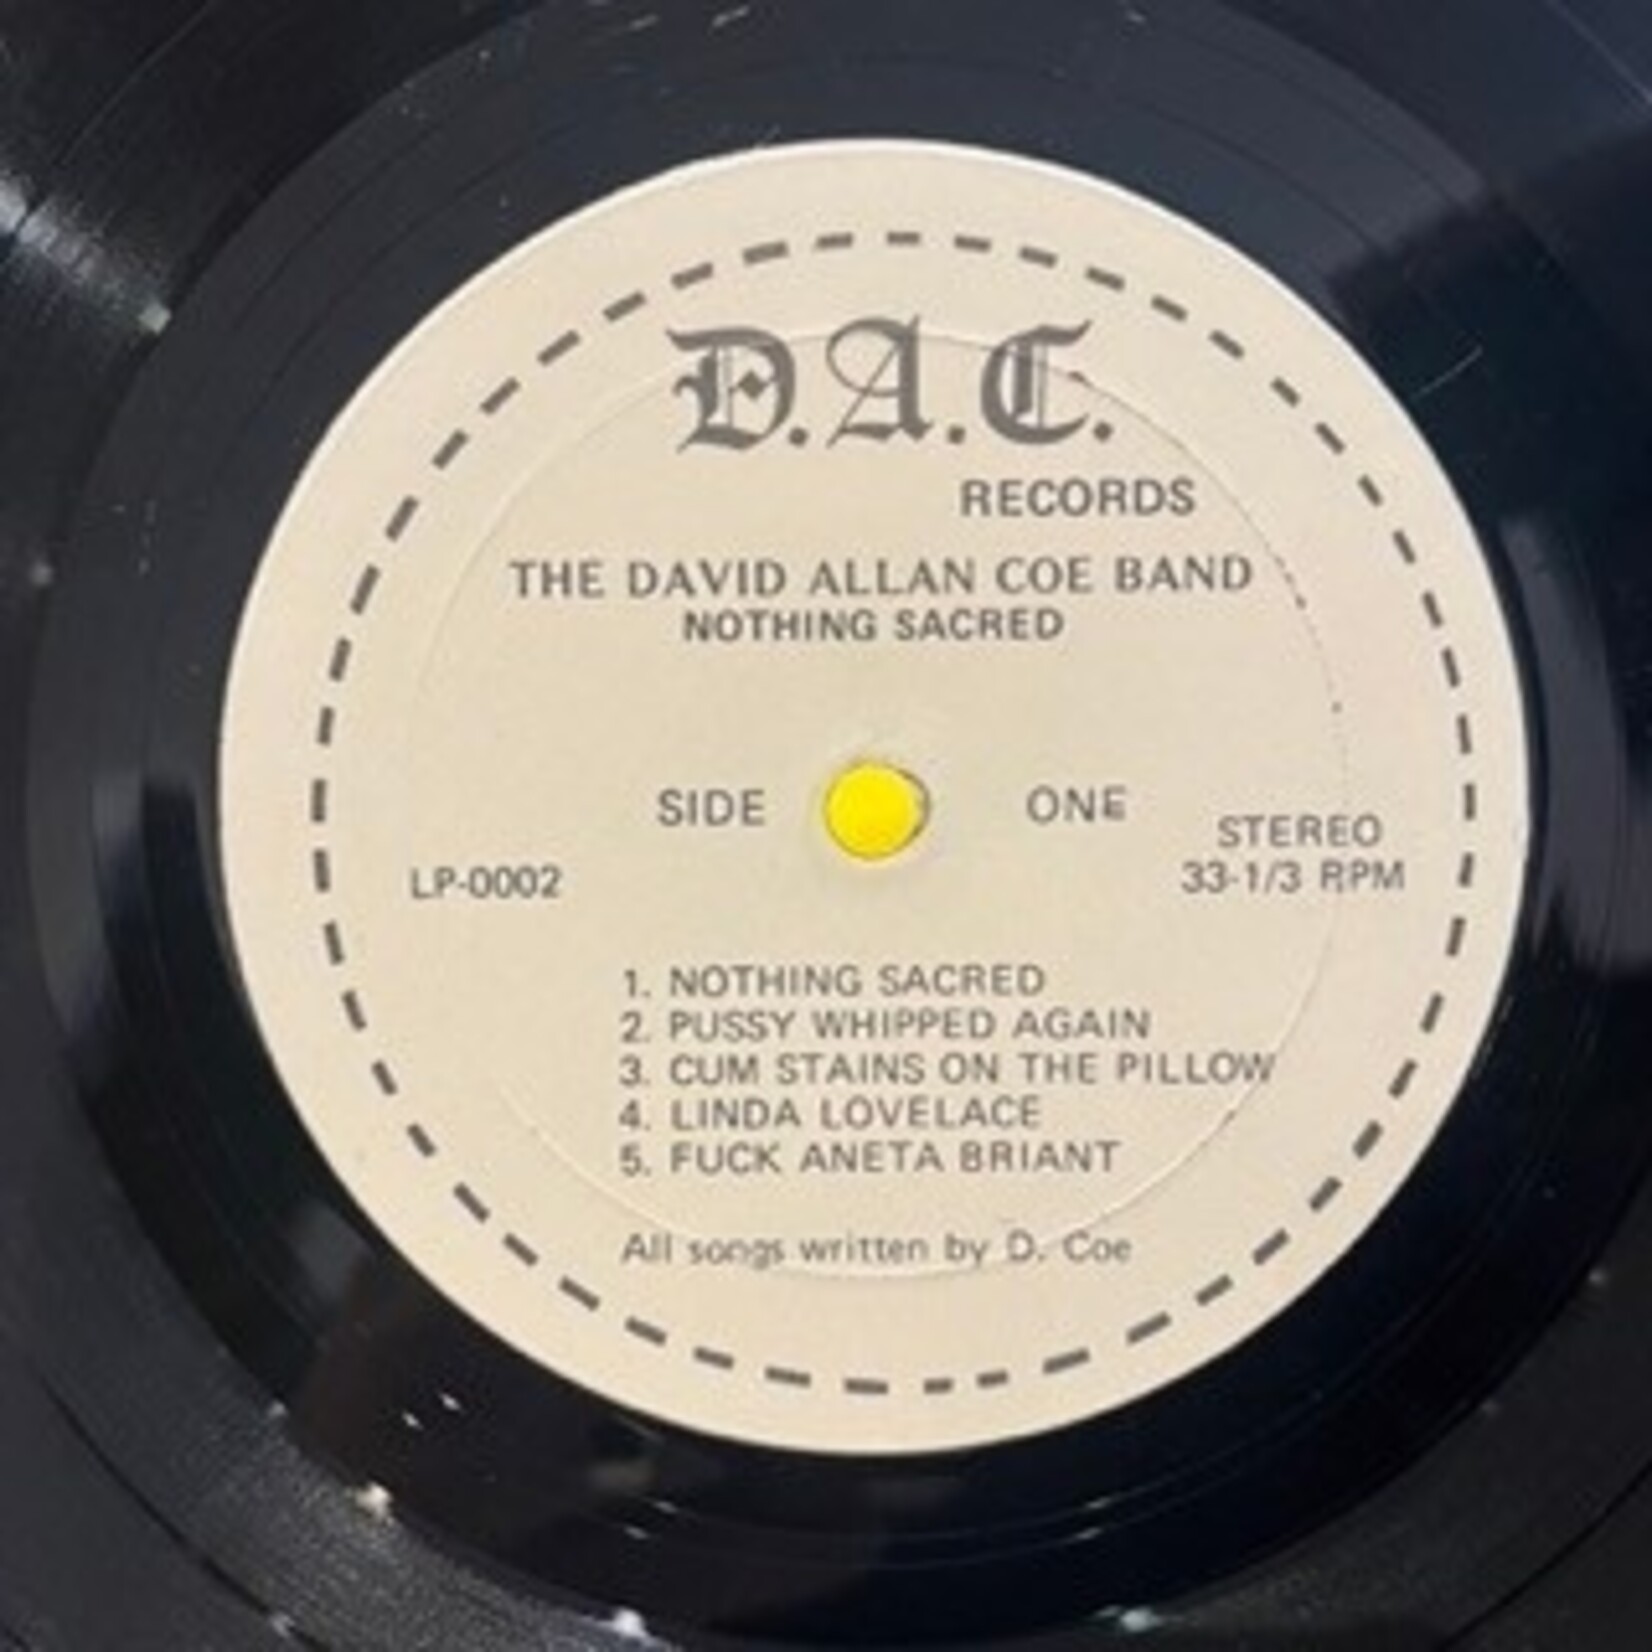 D.A.C.
RECORDS
THE DAVID ALLAN COE BAND
NOTHING SACRED
SIDE ONE
STEREO
LP-0002 33-1/3 RPM
1. NOTHING SACRED
2. PUSSY WHIPPED AGAIN
3. CUM STAINS ON THE PILLOW
4. LINDA LOVELACE
5. FUCK ANETA BRIANT
All songs written by D. Coe